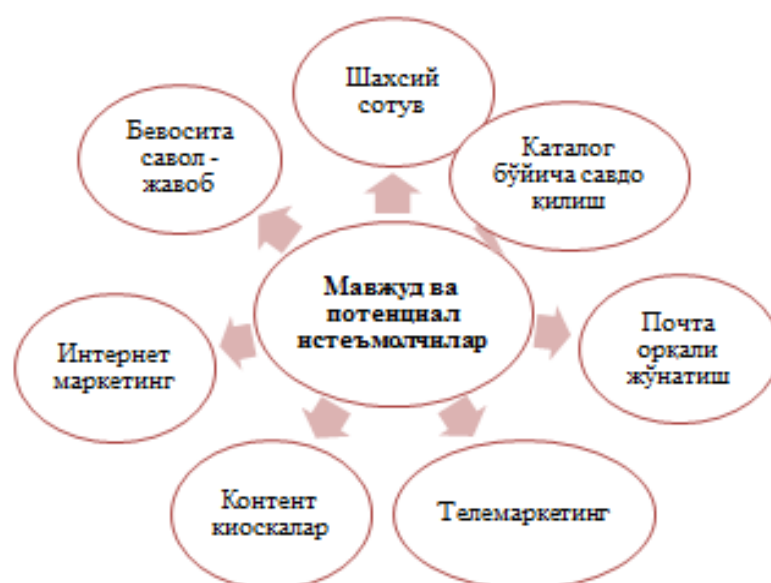 Шахсий
сотув
Каталог
бўйича савдо
қилиш
Почта
орқали
жўнатиш
Телемаркетинг
Контент
киоскалар
Интернет
маркетинг
Бевосита
савол -
жавоб
Мавжуд ва
потенциал
истеъмолчилар